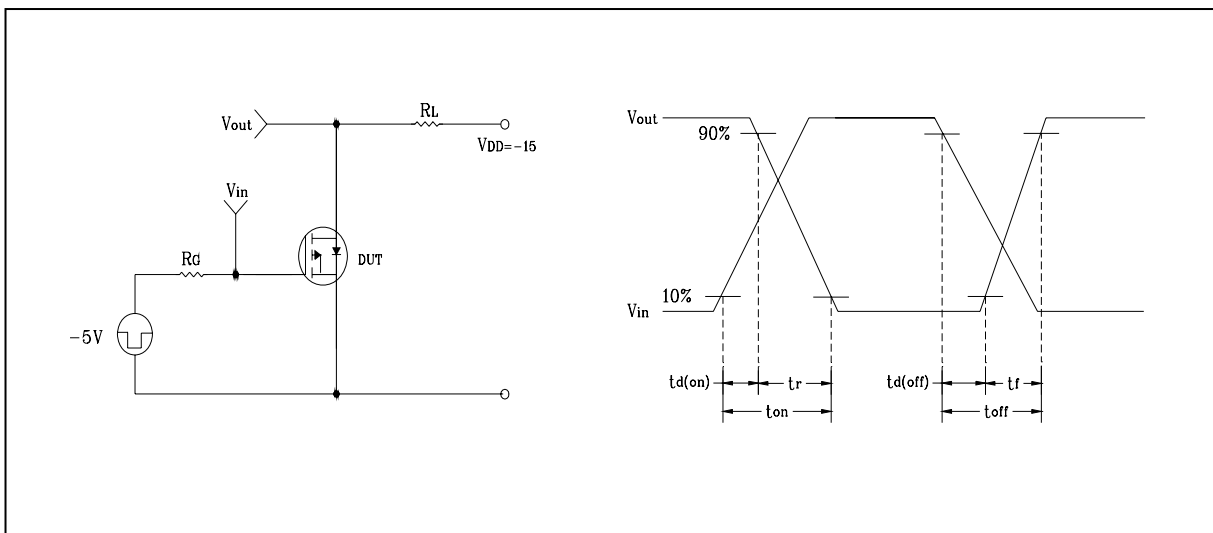 Vout
RL
VDD=-15
Vin
RG
DUT
-5V
Vout
90%
10%
Vin
td(on)
tr
td(off)
tf
ton
toff